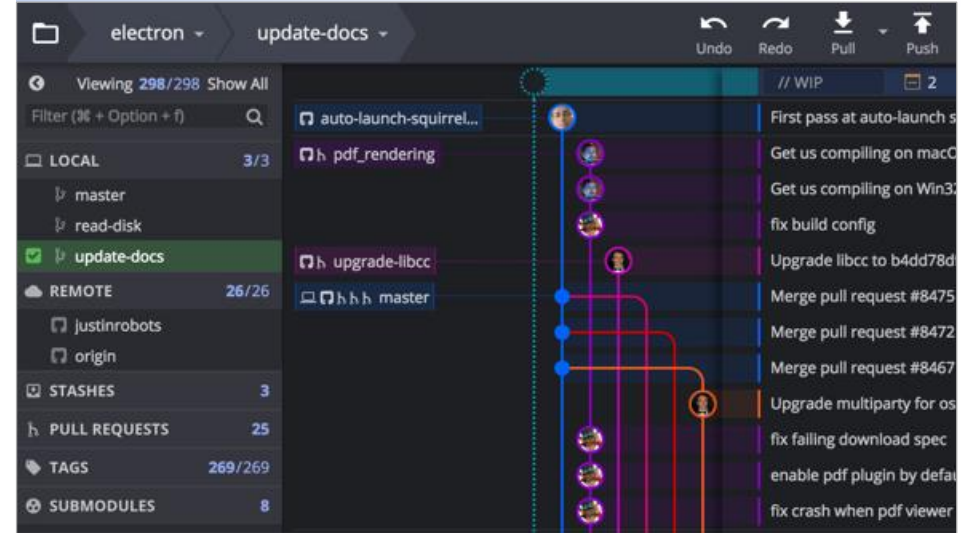 electron update-docs Undo Redo Pull Push
Viewing 298/298 Show All
// WIP 2
Filter (⌘ + Option + f)
auto-launch-squirrel...
First pass at auto-launch s
LOCAL 3/3
pdf_rendering
Get us compiling on macO
master
Get us compiling on Win32
read-disk
fix build config
update-docs
upgrade-libcc
Upgrade libcc to b4dd78d
REMOTE 26/26
master
Merge pull request #8475
justinrobots
Merge pull request #8472
origin
Merge pull request #8467
STASHES 3
Upgrade multiparty for os
PULL REQUESTS 25
fix failing download spec
TAGS 269/269
enable pdf plugin by defau
SUBMODULES 8
fix crash when pdf viewer